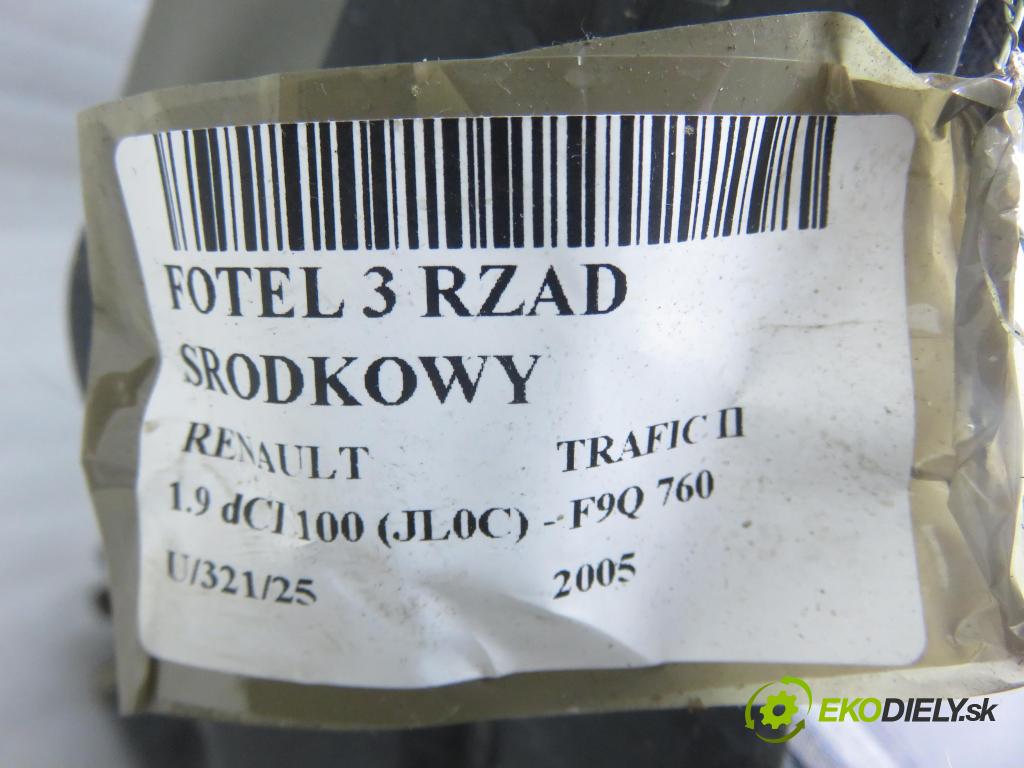 FOTEL 3 RZAD
SRODKOWY
RENAULT TRAFIC II
1.9 dCI 100 (JL0C) - F9Q 760
U/321/25 2005
EKODIELY.sk